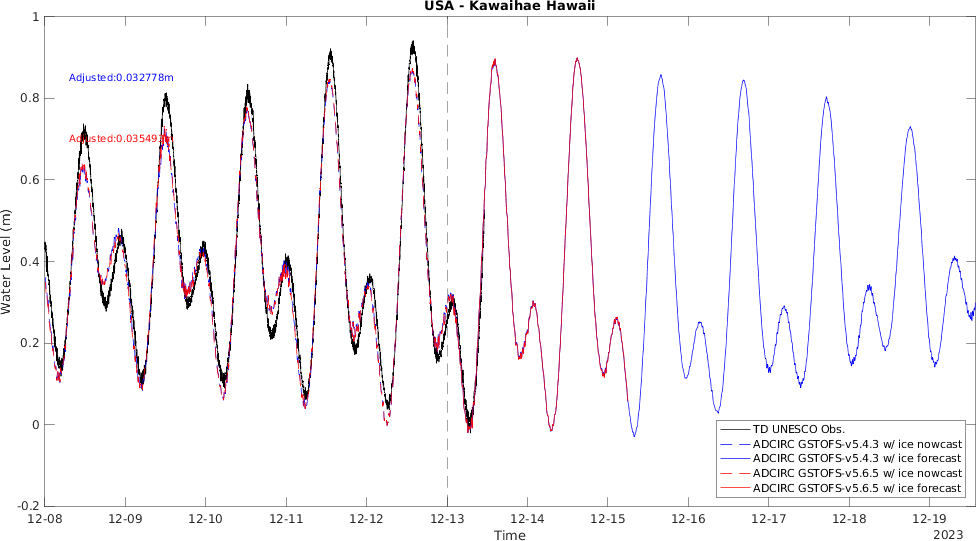 USA - Kawaihae Hawaii
1
0.8
0.6
0.4
0.2
0
-0.2
Water Level (m)
Adjusted:0.032778m
TD UNESCO Obs.
ADCIRC GSTOFS-v5.4.3 w/ ice nowcast
ADCIRC GSTOFS-v5.4.3 w/ ice forecast
ADCIRC GSTOFS-v5.6.5 w/ ice nowcast
ADCIRC GSTOFS-v5.6.5 w/ ice forecast
12-08 12-09 12-10 12-11 12-12 12-13 12-14 12-15 12-16 12-17 12-18 12-19
Time
2023